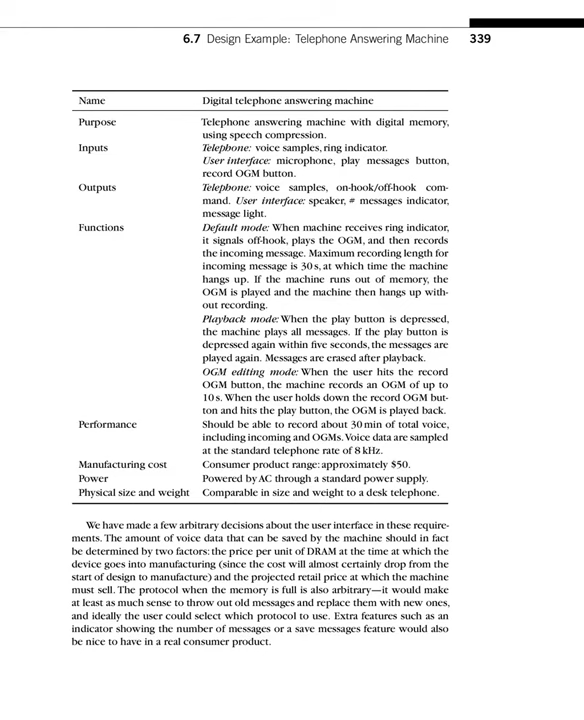 6.7 Design Example: Telephone Answering Machine 339
Name Digital telephone answering machine
Purpose Telephone answering machine with digital memory,
using speech compression.
Inputs Telephone: voice samples, ring indicator.
User interface: microphone, play messages button,
record OGM button.
Outputs Telephone: voice samples, on-hook/off-hook com-
mand. User interface: speaker, # messages indicator,
message light.
Functions Default mode: When machine receives ring indicator,
it signals off-hook, plays the OGM, and then records
the incoming message. Maximum recording length for
incoming message is 30 s, at which time the machine
hangs up. If the machine runs out of memory, the
OGM is played and the machine then hangs up with-
out recording.
Playback mode: When the play button is depressed,
the machine plays all messages. If the play button is
depressed again within five seconds, the messages are
played again. Messages are erased after playback.
OGM editing mode: When the user hits the record
OGM button, the machine records an OGM of up to
10 s. When the user holds down the record OGM but-
ton and hits the play button, the OGM is played back.
Performance Should be able to record about 30 min of total voice,
including incoming and OGMs. Voice data are sampled
at the standard telephone rate of 8 kHz.
Manufacturing cost Consumer product range: approximately $50.
Power Powered by AC through a standard power supply.
Physical size and weight Comparable in size and weight to a desk telephone.
We have made a few arbitrary decisions about the user interface in these require-
ments. The amount of voice data that can be saved by the machine should in fact
be determined by two factors: the price per unit of DRAM at the time at which the
device goes into manufacturing (since the cost will almost certainly drop from the
start of design to manufacture) and the projected retail price at which the machine
must sell. The protocol when the memory is full is also arbitrary—it would make
at least as much sense to throw out old messages and replace them with new ones,
and ideally the user could select which protocol to use. Extra features such as an
indicator showing the number of messages or a save messages feature would also
be nice to have in a real consumer product.